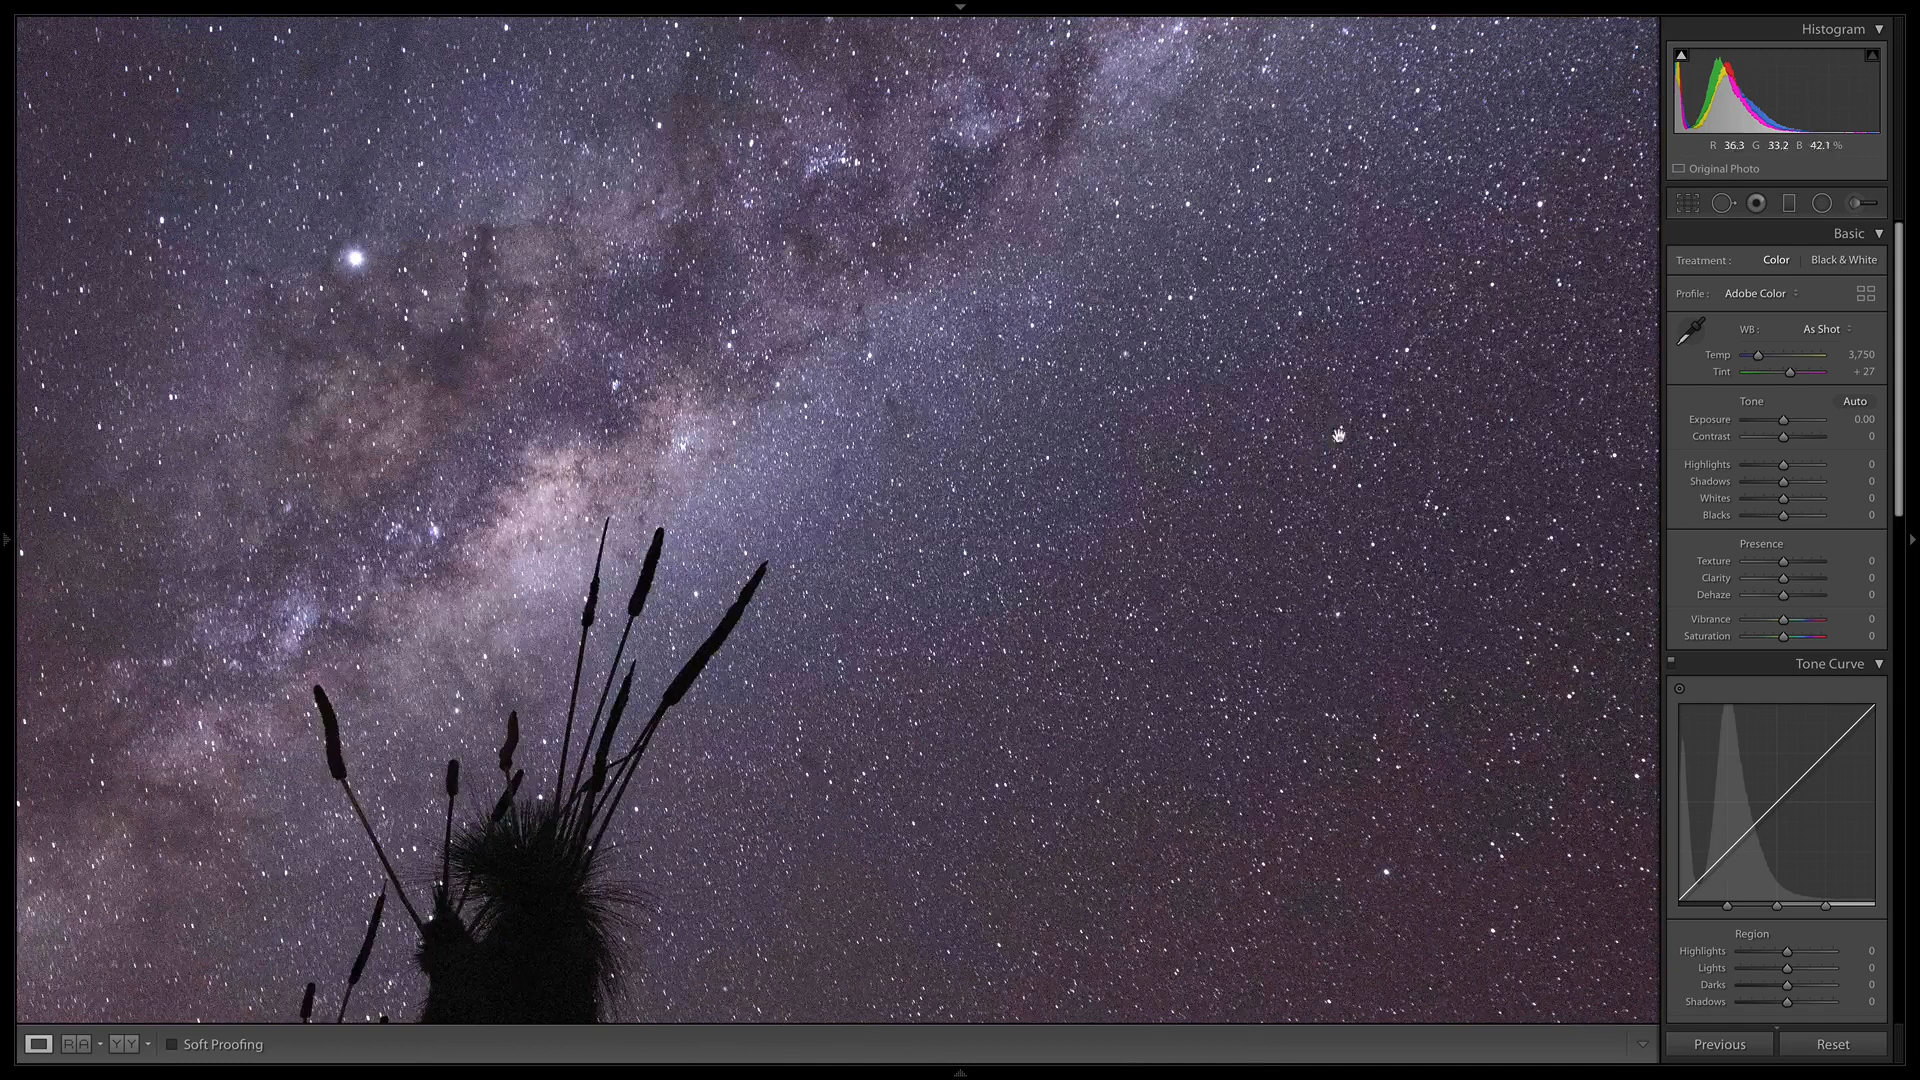 Histogram
R 36.3 G 33.2 B 42.1 %
Original Photo
Basic
Treatment : Color Black & White
Profile : Adobe Color
WB : As Shot
Temp 3,750
Tint + 27
Tone Auto
Exposure 0.00
Contrast 0
Highlights 0
Shadows 0
Whites 0
Blacks 0
Presence
Texture 0
Clarity 0
Dehaze 0
Vibrance 0
Saturation 0
Tone Curve
Region
Highlights 0
Lights 0
Darks 0
Shadows 0
R A Y Y Soft Proofing
Previous Reset